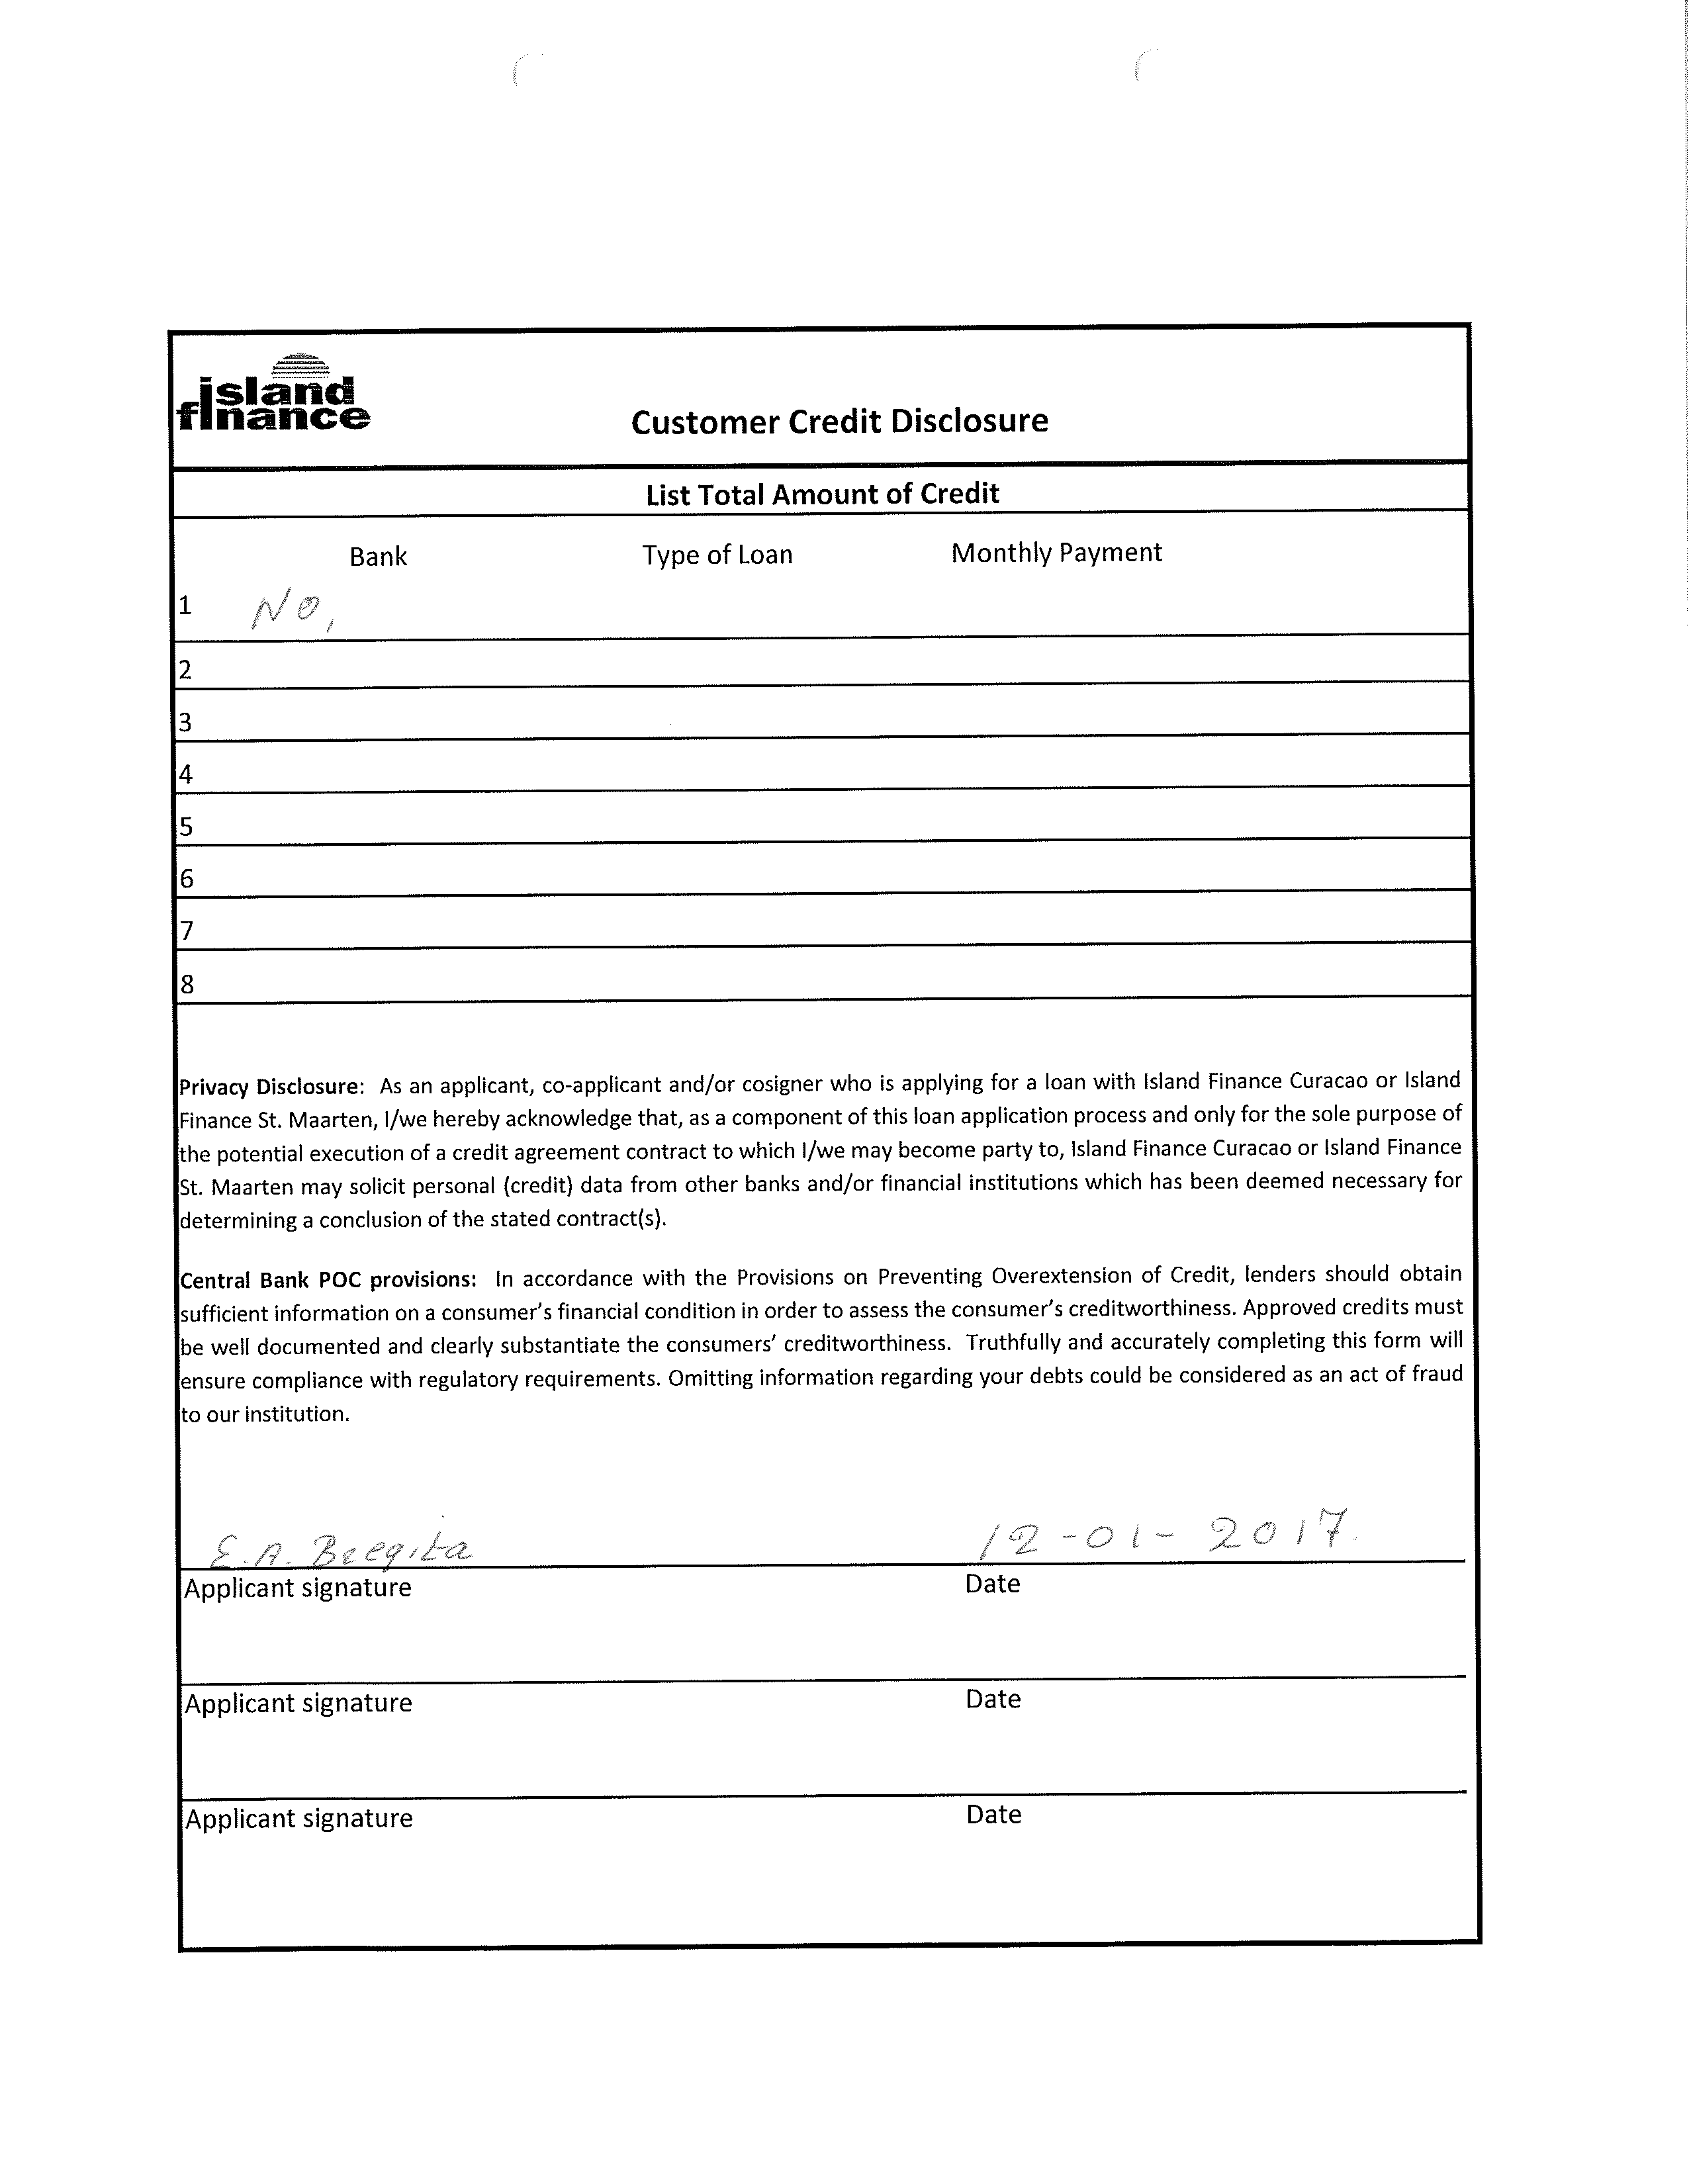 island
finance
Customer Credit Disclosure
List Total Amount of Credit
Bank Type of Loan Monthly Payment
1 No,
2
3
4
5
6
7
8
Privacy Disclosure: As an applicant, co-applicant and/or cosigner who is applying for a loan with Island Finance Curacao or Island
Finance St. Maarten, I/we hereby acknowledge that, as a component of this loan application process and only for the sole purpose of
the potential execution of a credit agreement contract to which I/we may become party to, Island Finance Curacao or Island Finance
St. Maarten may solicit personal (credit) data from other banks and/or financial institutions which has been deemed necessary for
determining a conclusion of the stated contract(s).
Central Bank POC provisions: In accordance with the Provisions on Preventing Overextension of Credit, lenders should obtain
sufficient information on a consumer's financial condition in order to assess the consumer's creditworthiness. Approved credits must
be well documented and clearly substantiate the consumers' creditworthiness. Truthfully and accurately completing this form will
ensure compliance with regulatory requirements. Omitting information regarding your debts could be considered as an act of fraud
to our institution.
E.A. Bregita 12-01-2017.
Applicant signature Date
Applicant signature Date
Applicant signature Date